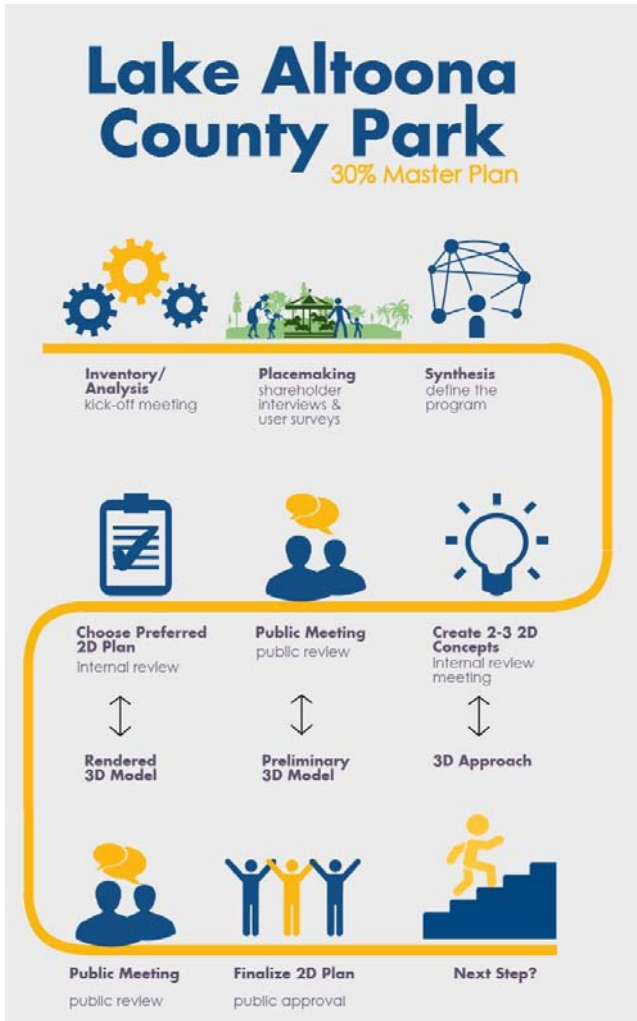 Lake Altoona
County Park
30% Master Plan
Inventory/
Analysis
kick-off meeting
Placemaking
shareholder
interviews &
user surveys
Synthesis
define the
program
Choose Preferred
2D Plan
internal review
Public Meeting
public review
Create 2-3 2D
Concepts
internal review
meeting
Rendered
3D Model
Preliminary
3D Model
3D Approach
Public Meeting
public review
Finalize 2D Plan
public approval
Next Step?